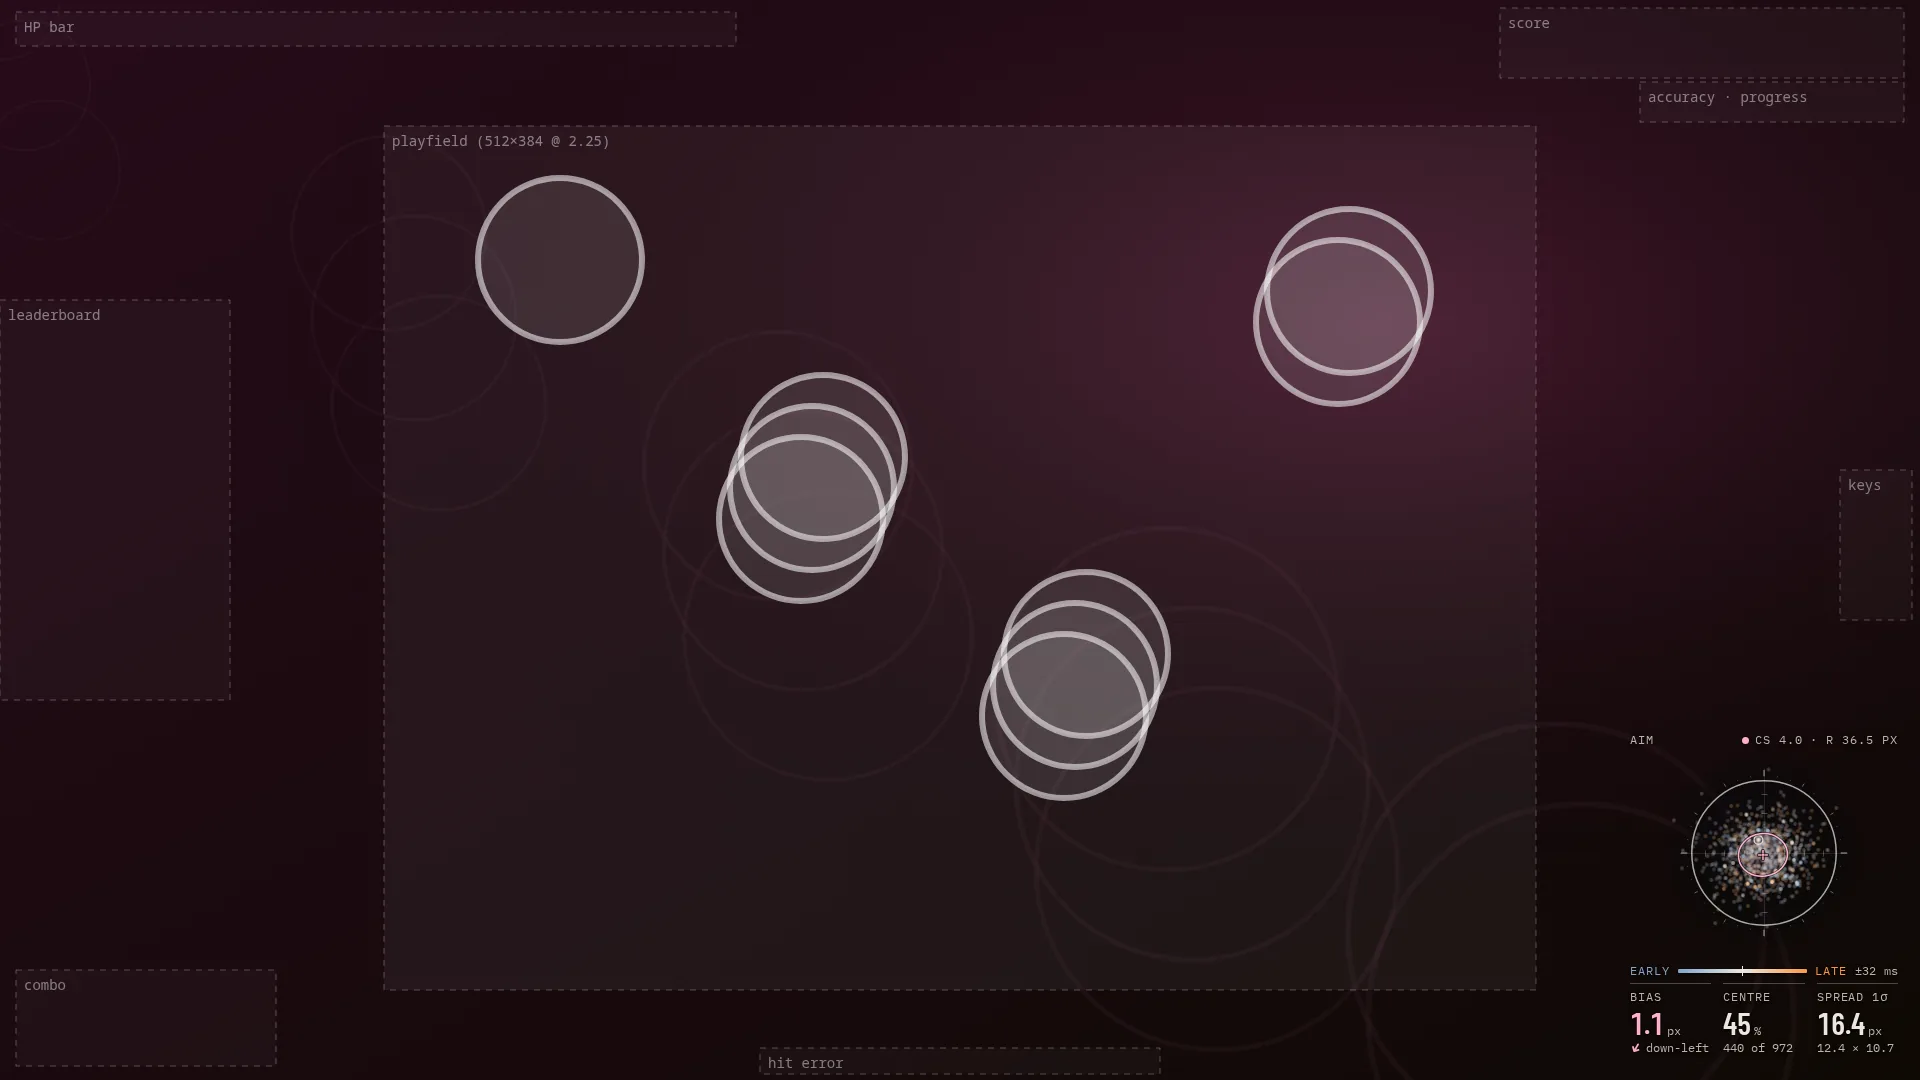 HP bar
score
accuracy · progress
playfield (512×384 @ 2.25)
leaderboard
keys
AIM
CS 4.0 · R 36.5 PX
EARLY
LATE ±32 ms
BIAS
CENTRE
SPREAD 1σ
1.1 px
45 %
16.4 px
down-left
440 of 972
12.4 × 10.7
combo
hit error